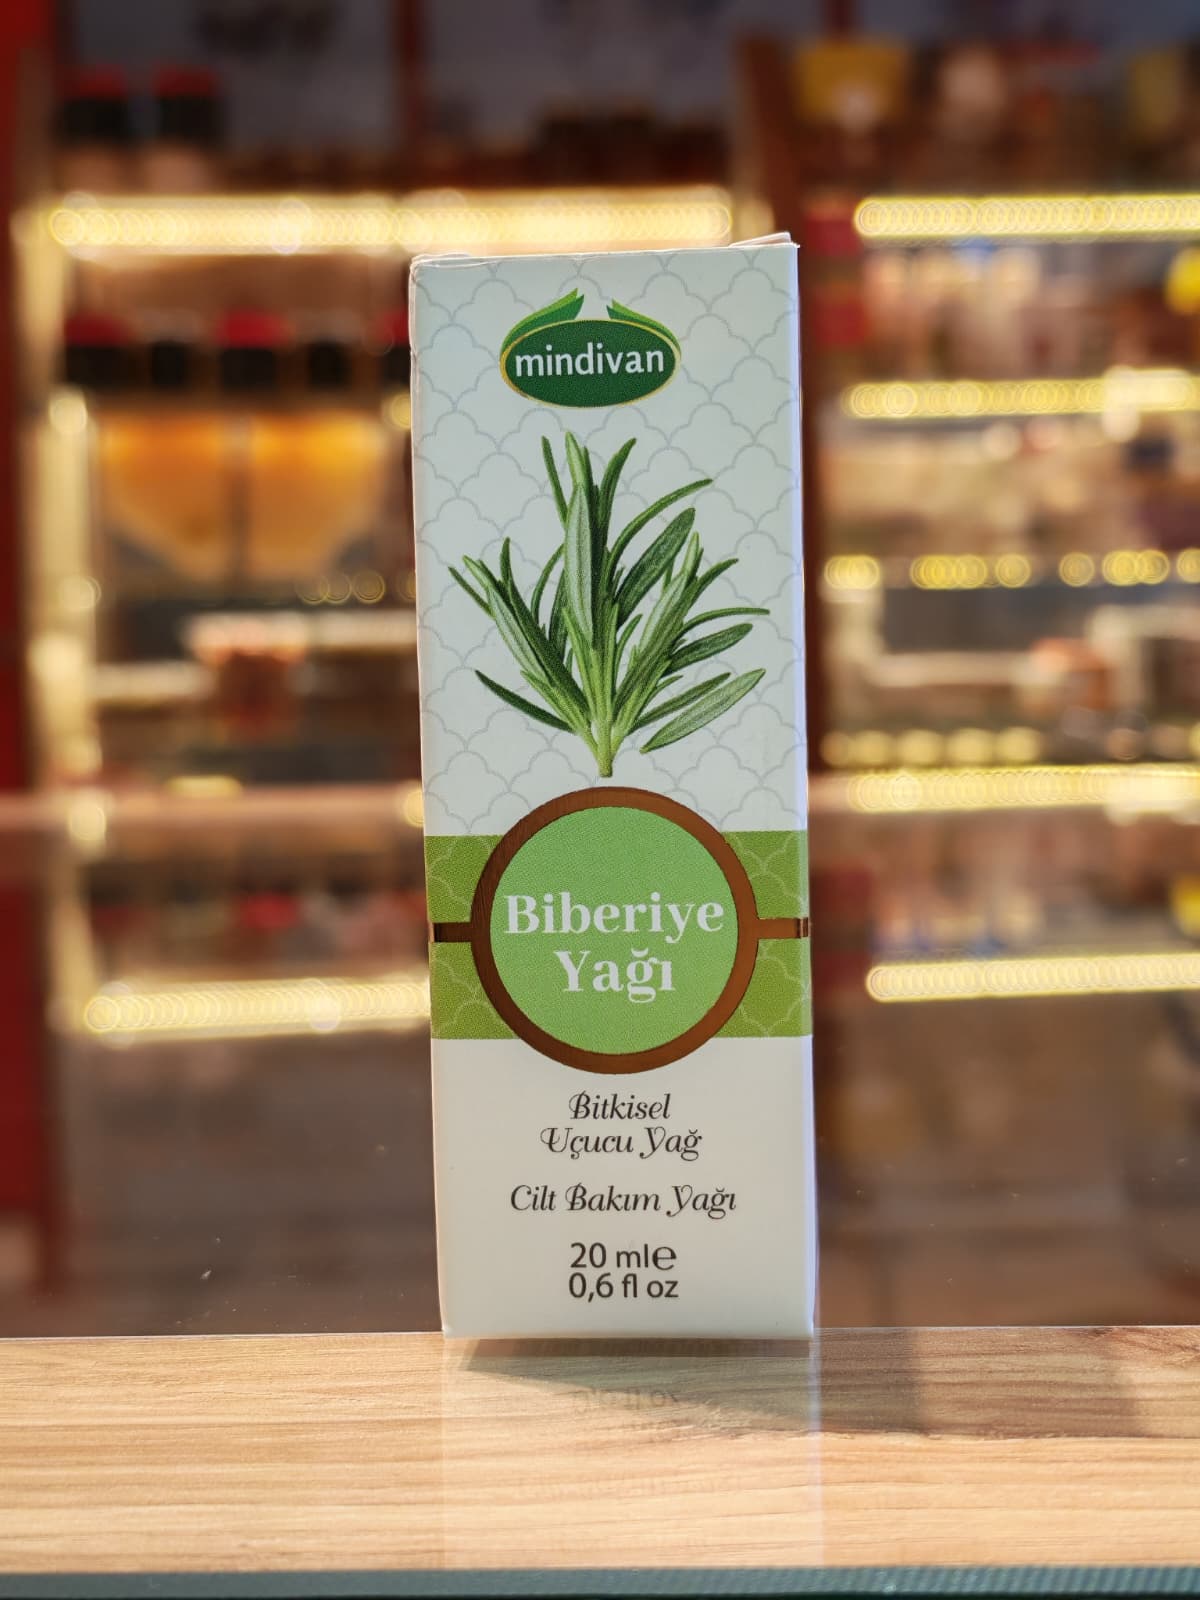 mindivan
Biberiye
Yağı
Bitkisel
Uçucu Yağ
Cilt Bakım Yağı
20 ml℮
0,6 fl oz